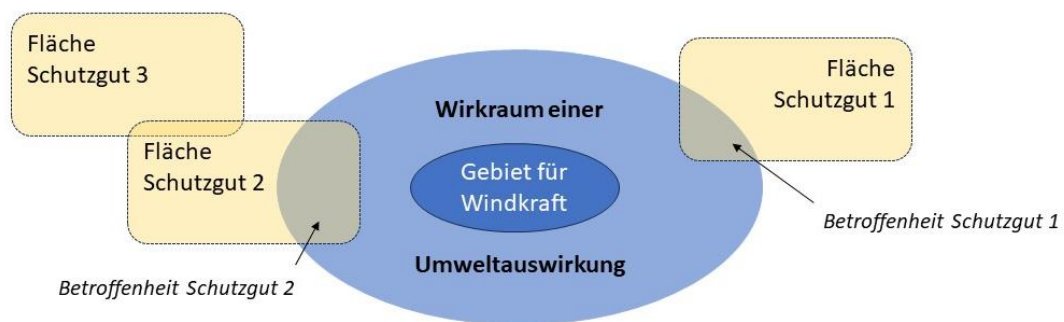 Fläche
Schutzgut 3
Fläche
Schutzgut 2
Betroffenheit Schutzgut 2
Wirkraum einer
Gebiet für
Windkraft
Umweltauswirkung
Fläche
Schutzgut 1
Betroffenheit Schutzgut 1